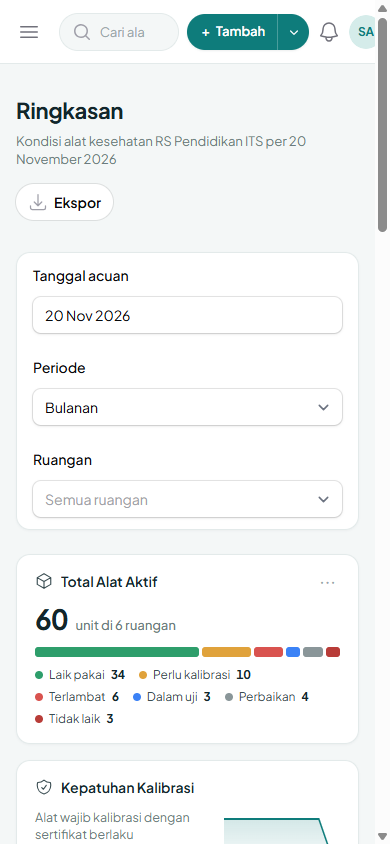 Cari ala
+ Tambah
SA
Ringkasan
Kondisi alat kesehatan RS Pendidikan ITS per 20
November 2026
Ekspor
Tanggal acuan
20 Nov 2026
Periode
Bulanan
Ruangan
Semua ruangan
Total Alat Aktif
60 unit di 6 ruangan
Laik pakai 34 Perlu kalibrasi 10
Terlambat 6 Dalam uji 3 Perbaikan 4
Tidak laik 3
Kepatuhan Kalibrasi
Alat wajib kalibrasi dengan
sertifikat berlaku